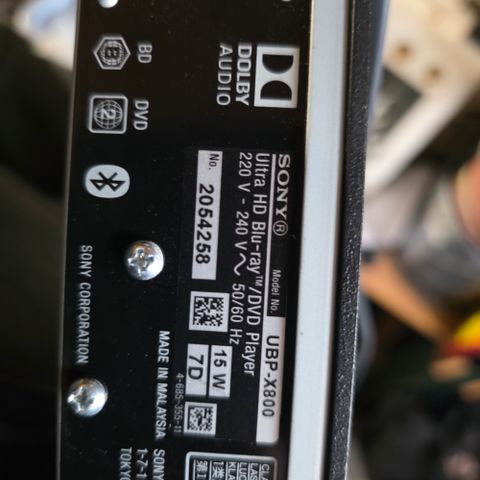 DOLBY
AUDIO
BD
B
DVD
2
SONY®
Model No. UBP-X800
Ultra HD Blu-ray™/DVD Player
220 V - 240 V～ 50/60 Hz
15 W
No. 2054258
7D
4-685-355-11
MADE IN MALAYSIA
SONY CORPORATION
SONY
1-7-1
TOKYO